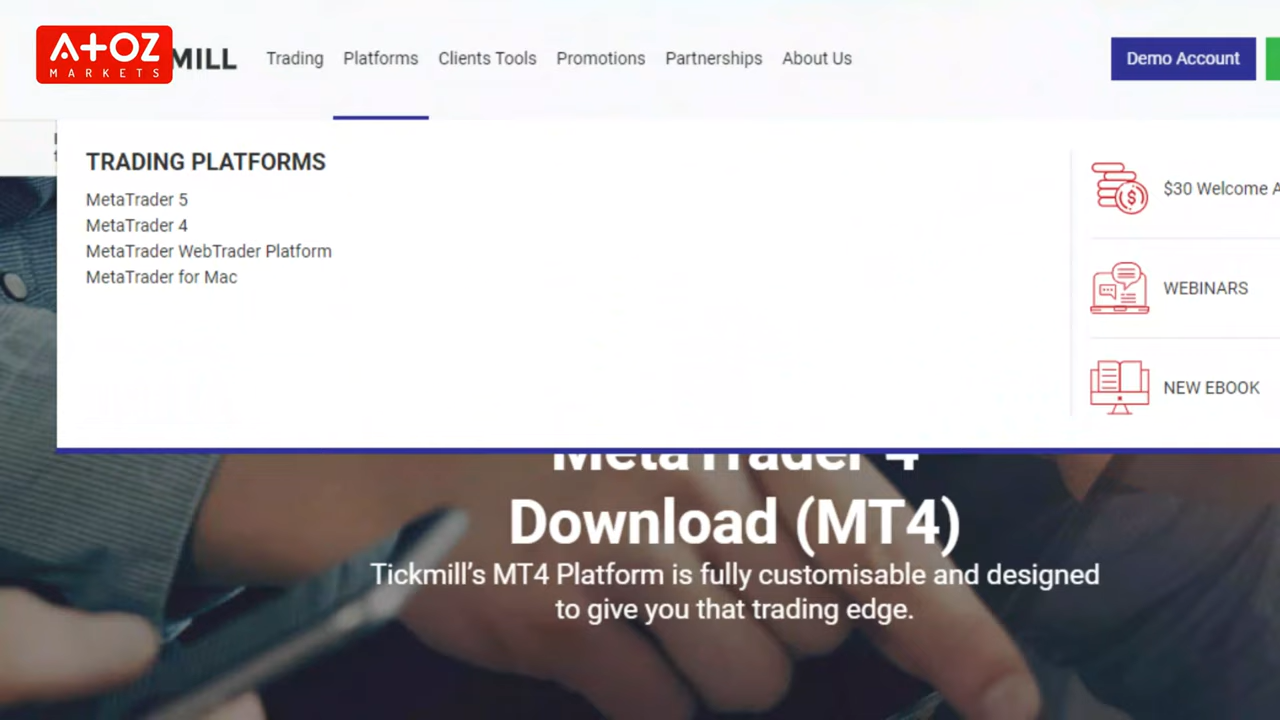 A+OZ
MARKETS
MILL
Trading
Platforms
Clients Tools
Promotions
Partnerships
About Us
Demo Account
TRADING PLATFORMS
MetaTrader 5
MetaTrader 4
MetaTrader WebTrader Platform
MetaTrader for Mac
$30 Welcome A
WEBINARS
NEW EBOOK
MetaTrader 4
Download (MT4)
Tickmill’s MT4 Platform is fully customisable and designed
to give you that trading edge.